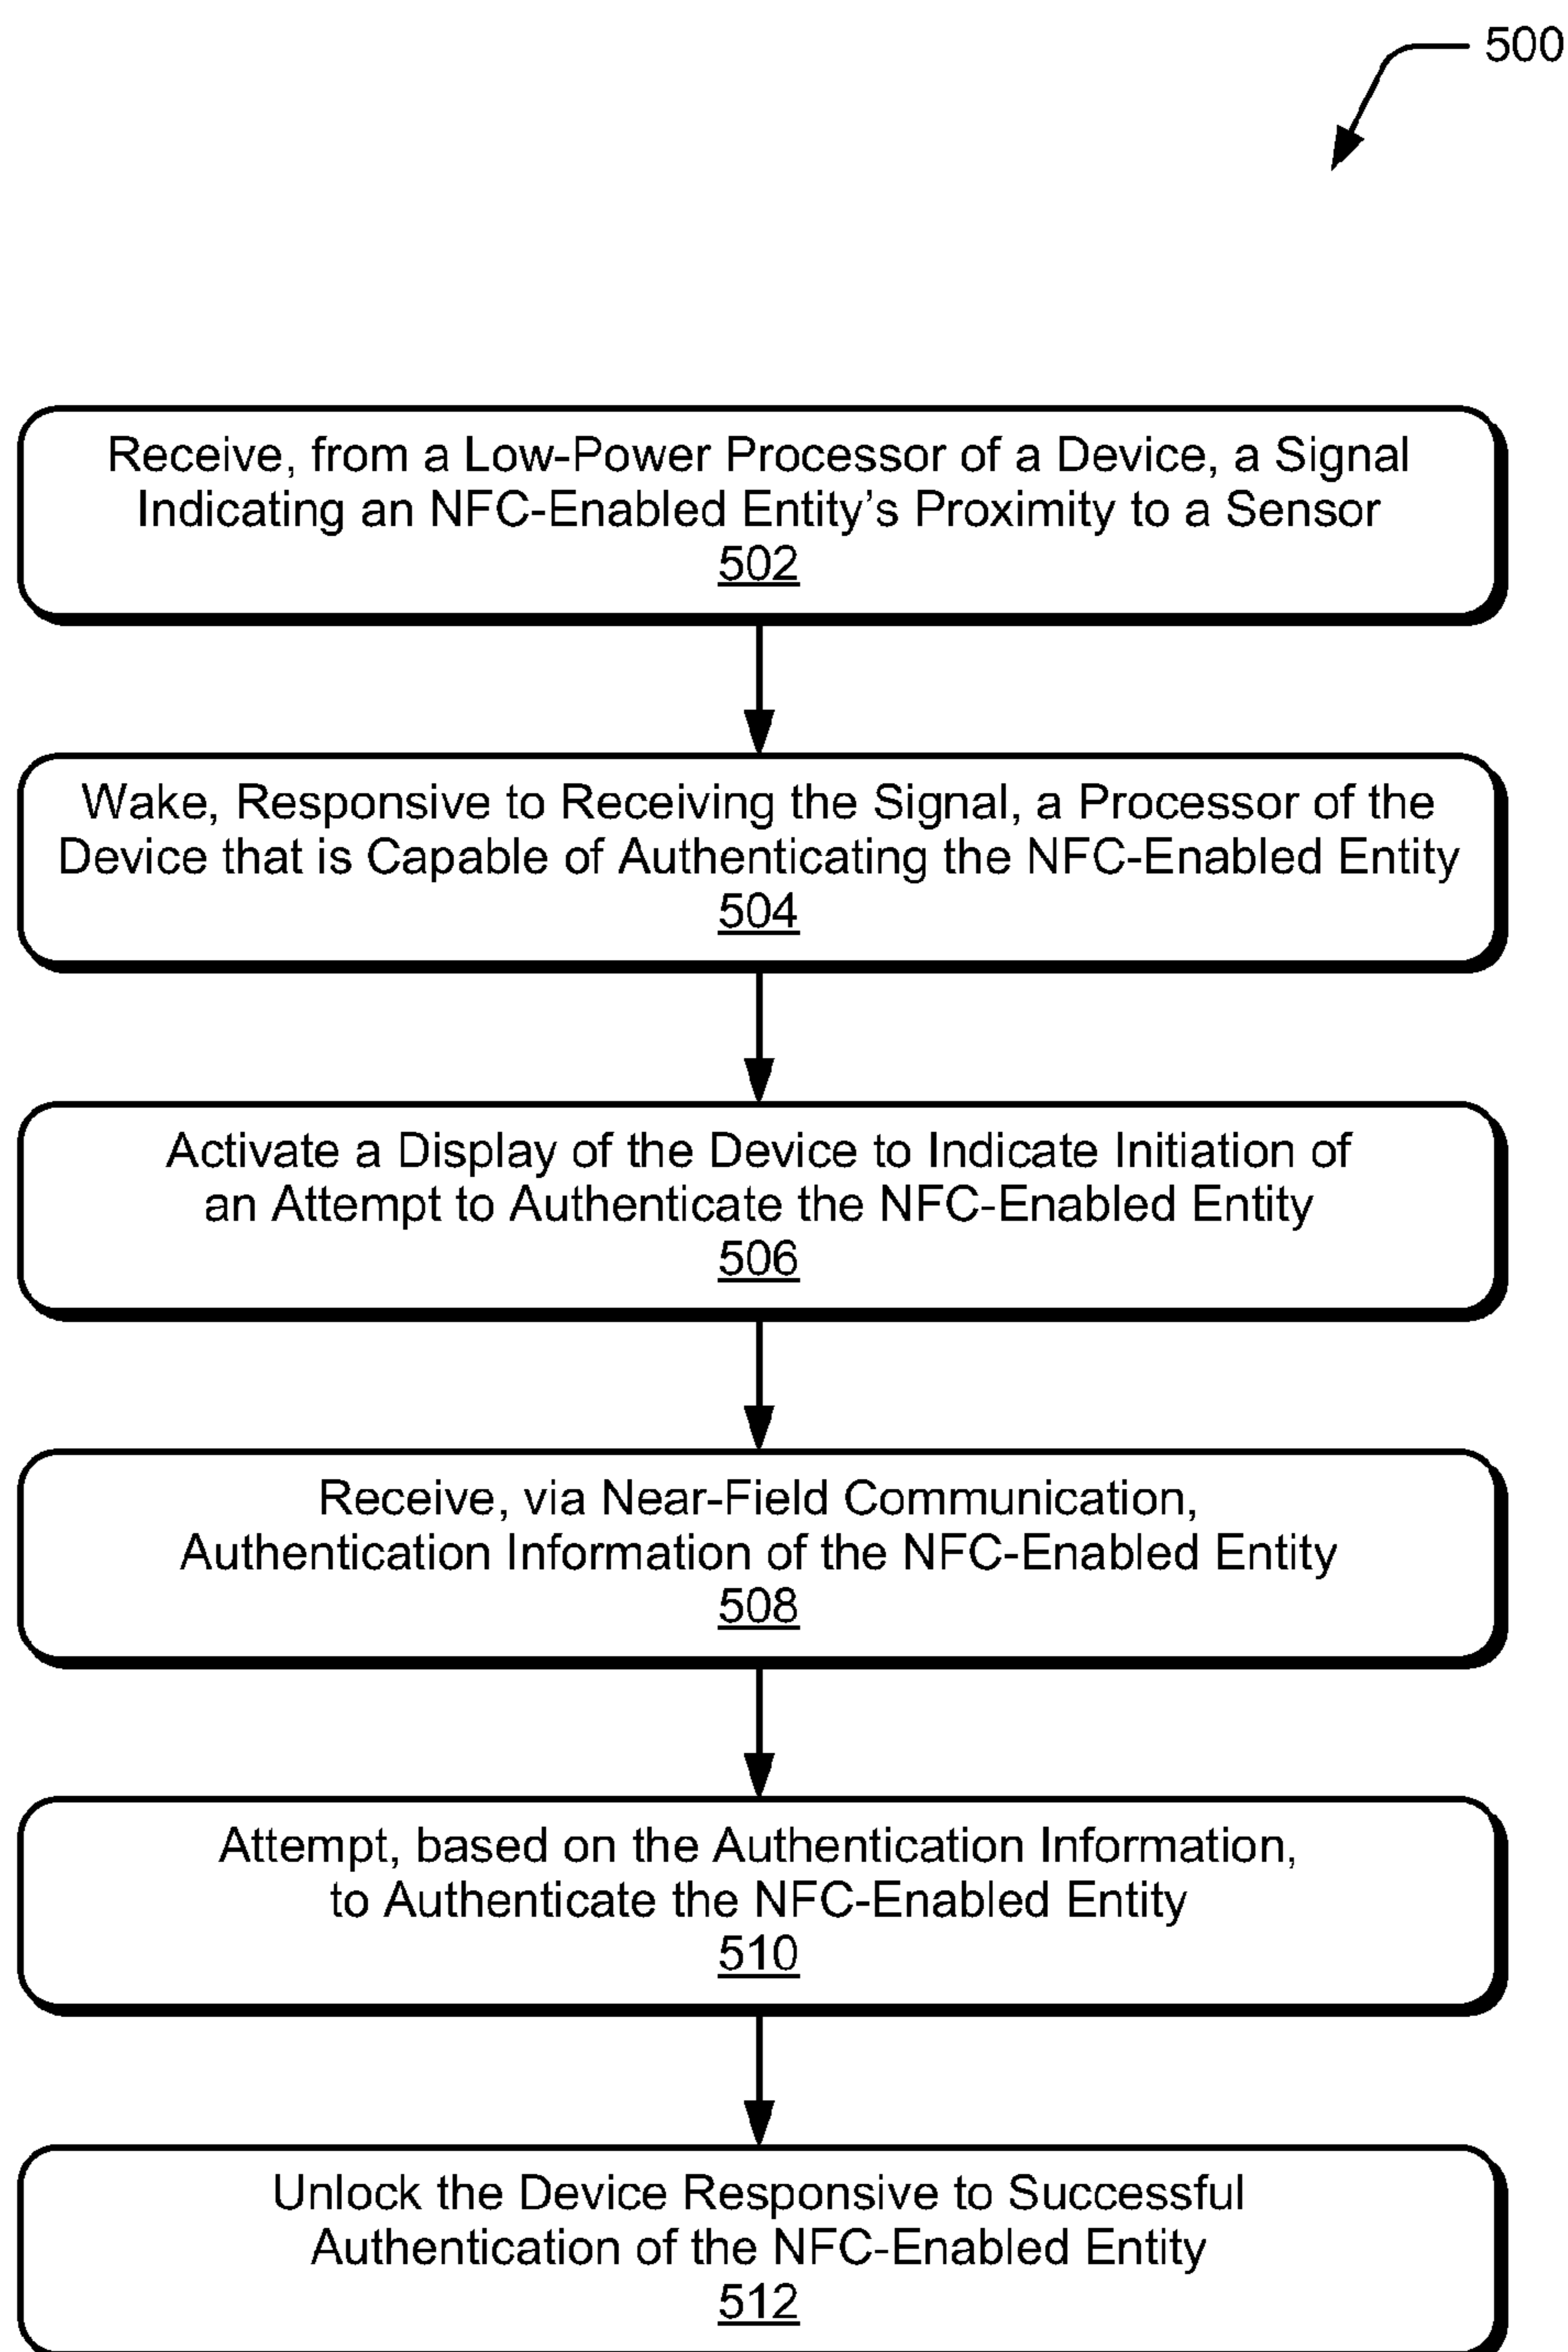 500
Receive, from a Low-Power Processor of a Device, a Signal
Indicating an NFC-Enabled Entity's Proximity to a Sensor
502
Wake, Responsive to Receiving the Signal, a Processor of the
Device that is Capable of Authenticating the NFC-Enabled Entity
504
Activate a Display of the Device to Indicate Initiation of
an Attempt to Authenticate the NFC-Enabled Entity
506
Receive, via Near-Field Communication,
Authentication Information of the NFC-Enabled Entity
508
Attempt, based on the Authentication Information,
to Authenticate the NFC-Enabled Entity
510
Unlock the Device Responsive to Successful
Authentication of the NFC-Enabled Entity
512